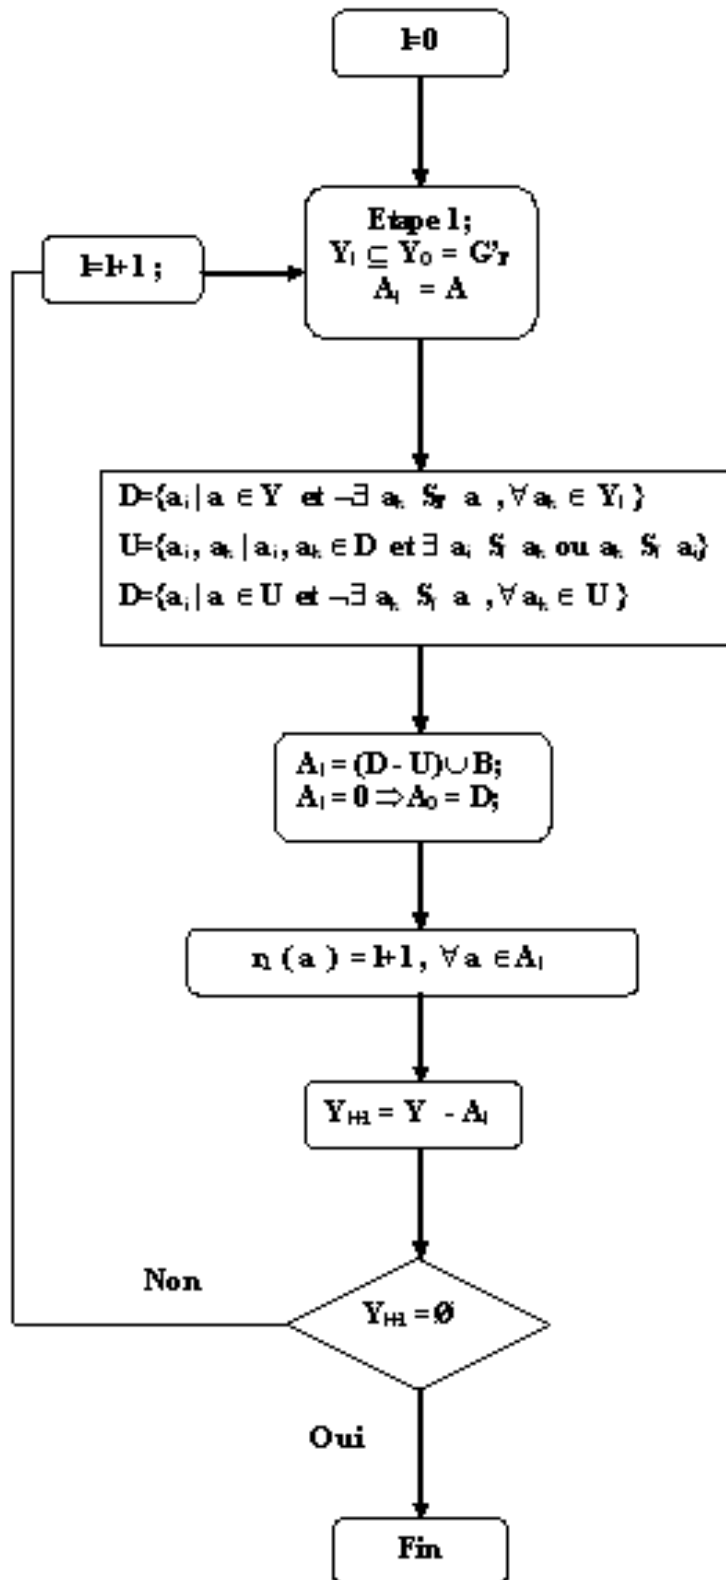 l=0
Etape l;
Y₁ ⊆ Y₀ = G'F
Aₗ = A
l=l+1 ;
D={aᵢ | a ∈ Y et ¬∃ aₖ SF a , ∀ aₖ ∈ Yₗ }
U={aᵢ, aₖ | aᵢ, aₖ ∈ D et ∃ aᵢ Sf aₖ ou aₖ Sf aᵢ}
D={aᵢ | a ∈ U et ¬∃ aₖ Sf a , ∀ aₖ ∈ U }
Aₗ = (D - U)∪ B;
Aₗ = 0 ⇒A₀ = D;
r₁ ( a ) = l+1 , ∀ a ∈ Aₗ
Yₗ₊₁ = Y - Aₗ
Non
Yₗ₊₁ = Ø
Oui
Fin